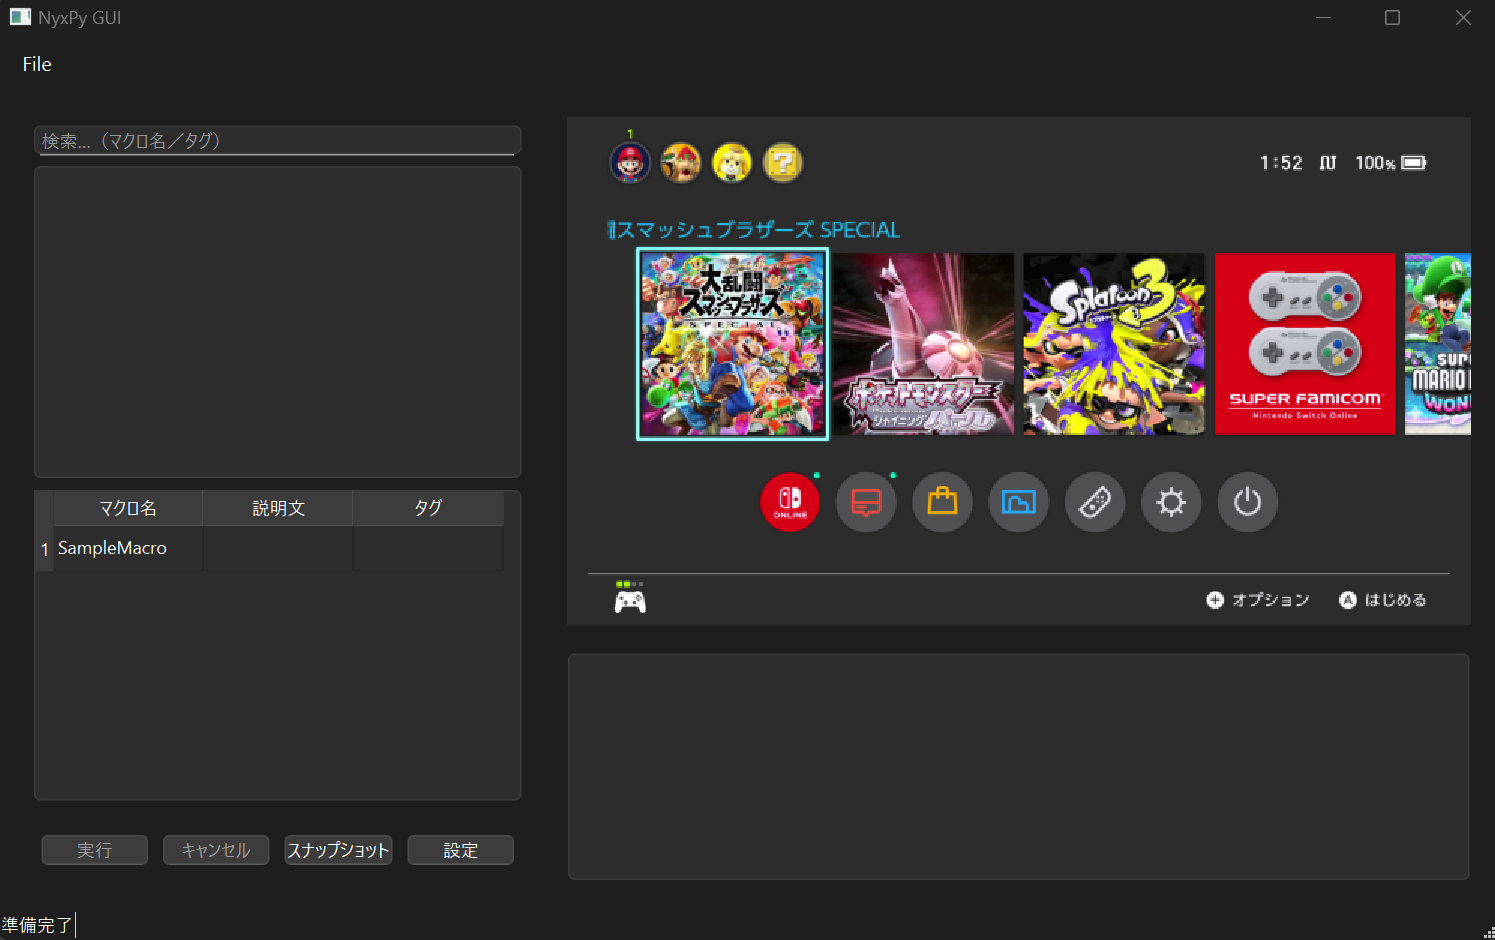 NyxPy GUI
File
検索...（マクロ名／タグ）
マクロ名 説明文 タグ
1 SampleMacro
実行 キャンセル スナップショット 設定
準備完了
1
1:52 100%
スマッシュブラザーズ SPECIAL
大乱闘
スマッシュブラザーズ
SPECIAL
ポケットモンスター
シャイニングパール
Splatoon 3
SUPER FAMICOM
Nintendo Switch Online
SUPER
MARIO
WON
ONLINE
+ オプション A はじめる